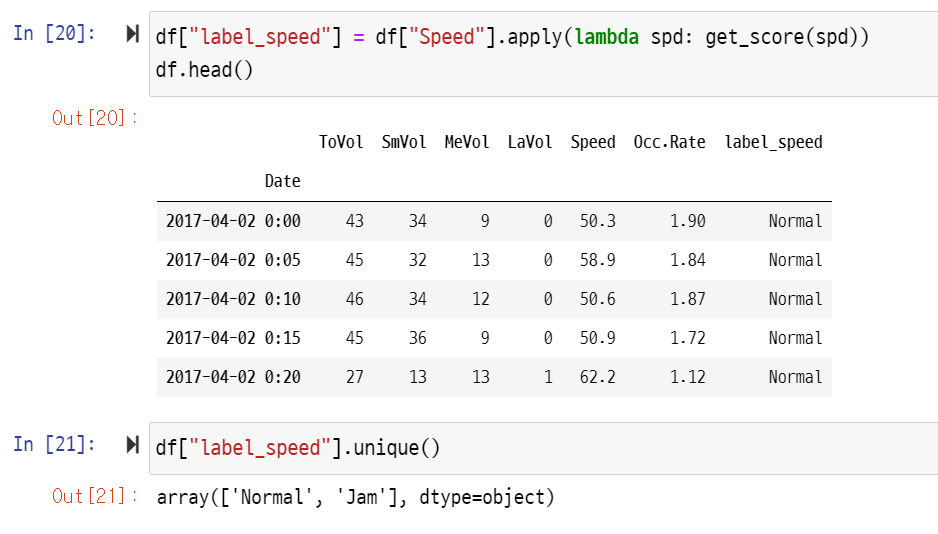 In [20]: df["label_speed"] = df["Speed"].apply(lambda spd: get_score(spd))
df.head()
Out[20]:
ToVol SmVol MeVol LaVol Speed Occ.Rate label_speed
Date
2017-04-02 0:00 43 34 9 0 50.3 1.90 Normal
2017-04-02 0:05 45 32 13 0 58.9 1.84 Normal
2017-04-02 0:10 46 34 12 0 50.6 1.87 Normal
2017-04-02 0:15 45 36 9 0 50.9 1.72 Normal
2017-04-02 0:20 27 13 13 1 62.2 1.12 Normal
In [21]: df["label_speed"].unique()
Out[21]: array(['Normal', 'Jam'], dtype=object)